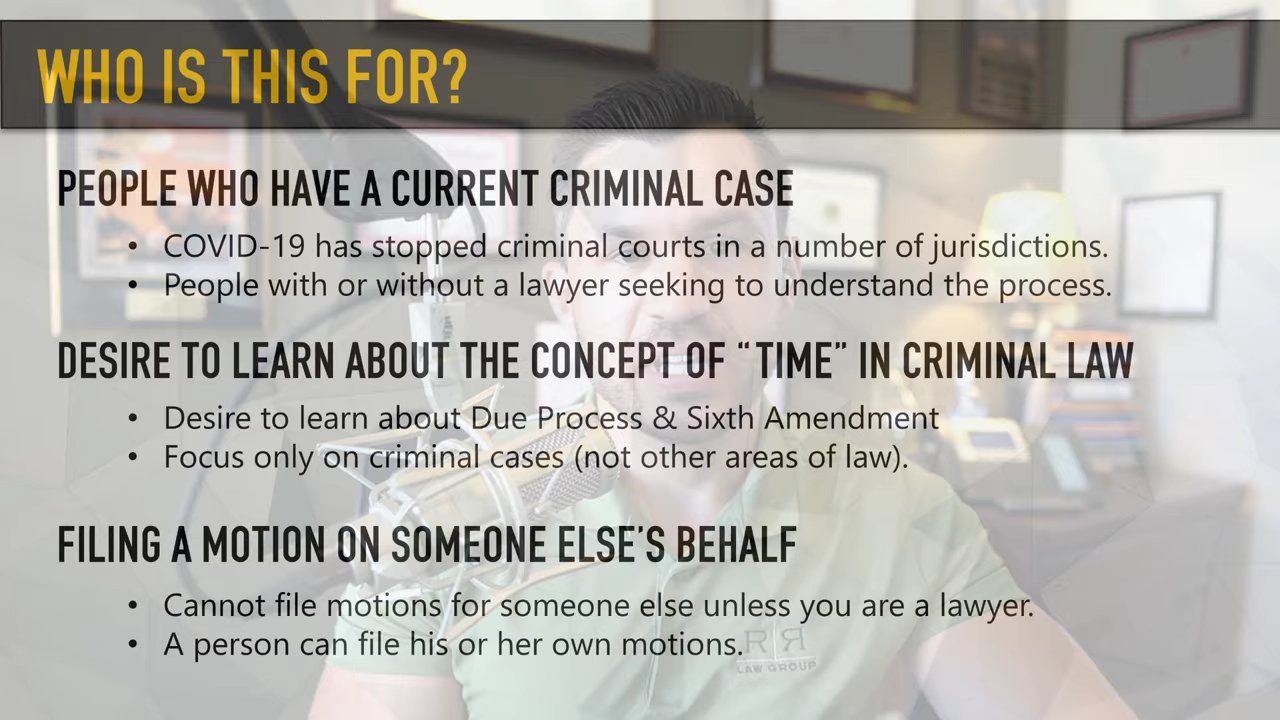 WHO IS THIS FOR?
PEOPLE WHO HAVE A CURRENT CRIMINAL CASE
• COVID-19 has stopped criminal courts in a number of jurisdictions.
• People with or without a lawyer seeking to understand the process.
DESIRE TO LEARN ABOUT THE CONCEPT OF “TIME” IN CRIMINAL LAW
• Desire to learn about Due Process & Sixth Amendment
• Focus only on criminal cases (not other areas of law).
FILING A MOTION ON SOMEONE ELSE’S BEHALF
• Cannot file motions for someone else unless you are a lawyer.
• A person can file his or her own motions.
R R
LAW GROUP